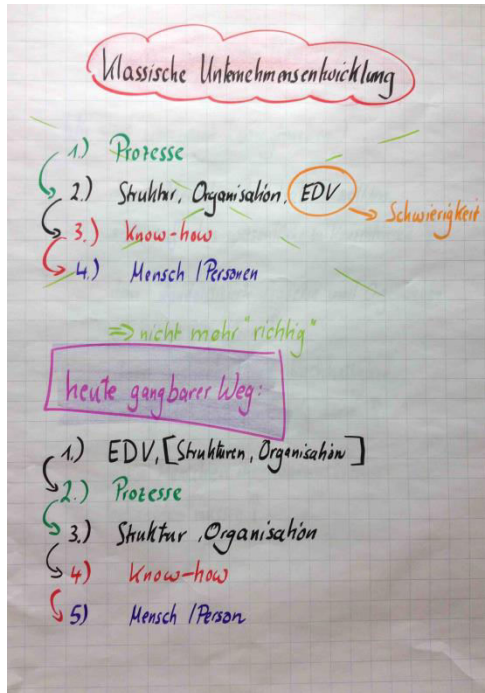 Klassische Unternehmensentwicklung
1.) Prozesse
2.) Struktur, Organisation, EDV
→ Schwierigkeit
3.) Know-how
4.) Mensch / Personen
=> nicht mehr "richtig"
heute gangbarer Weg:
1.) EDV, [Strukturen, Organisation]
2.) Prozesse
3.) Struktur, Organisation
4) Know-how
5) Mensch / Person